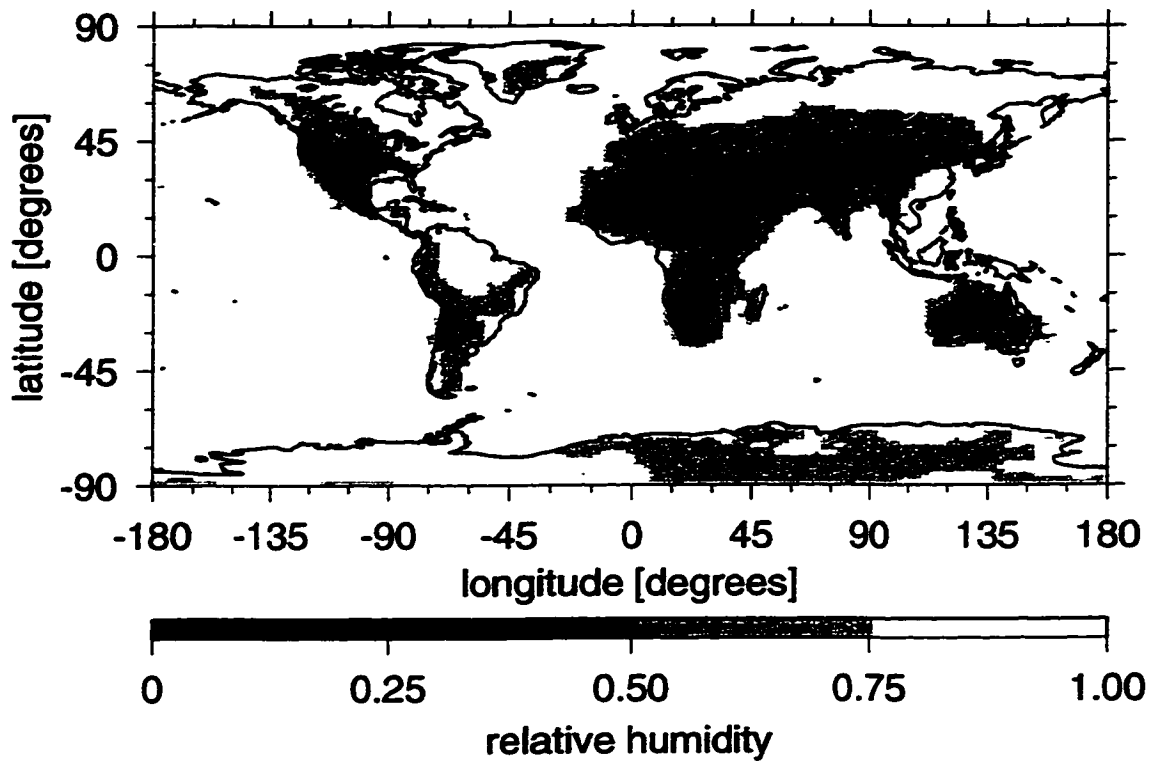 90
45
0
-45
-90
latitude [degrees]
-180 -135 -90 -45 0 45 90 135 180
longitude [degrees]
0 0.25 0.50 0.75 1.00
relative humidity